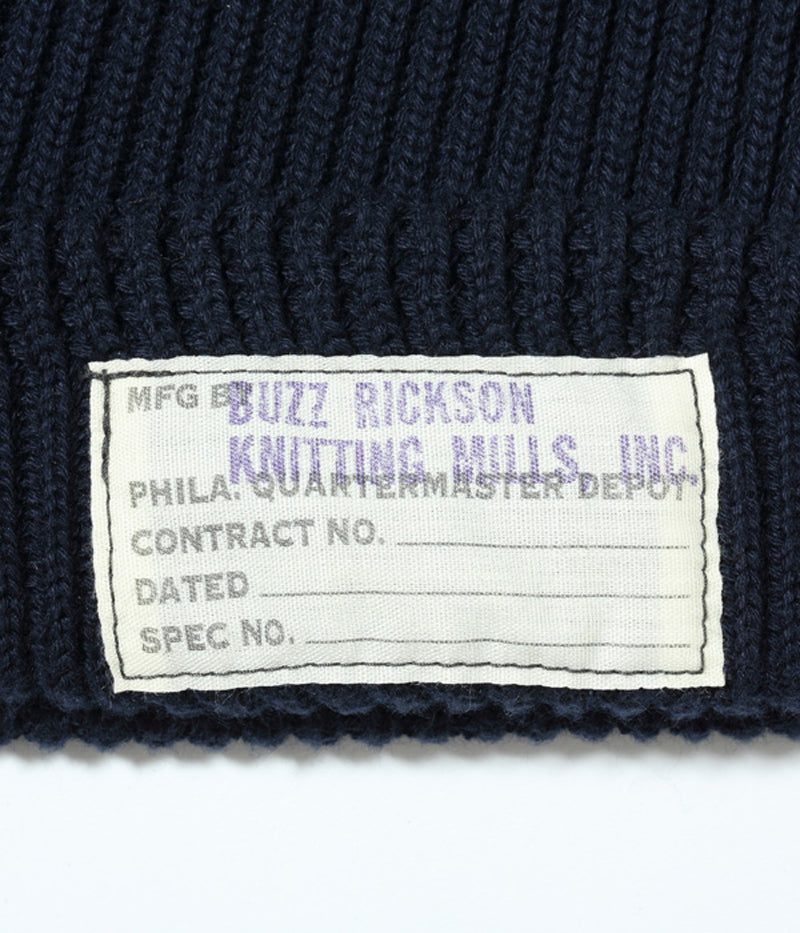 MFG BY BUZZ RICKSON
KNITTING MILLS, INC.
PHILA. QUARTERMASTER DEPOT
CONTRACT NO.
DATED
SPEC NO.